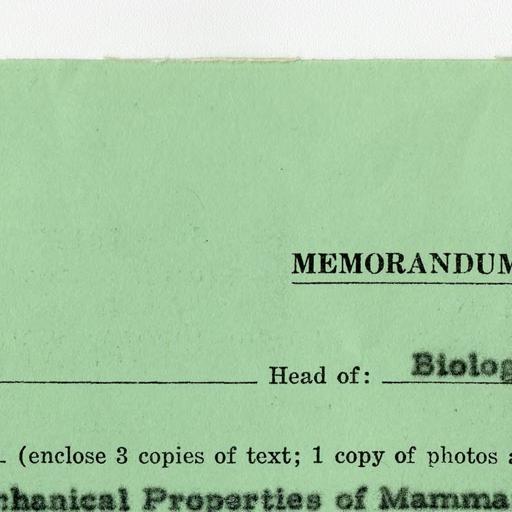 MEMORANDUM
Head of: Biolog
(enclose 3 copies of text; 1 copy of photos
chanical Properties of Mamma